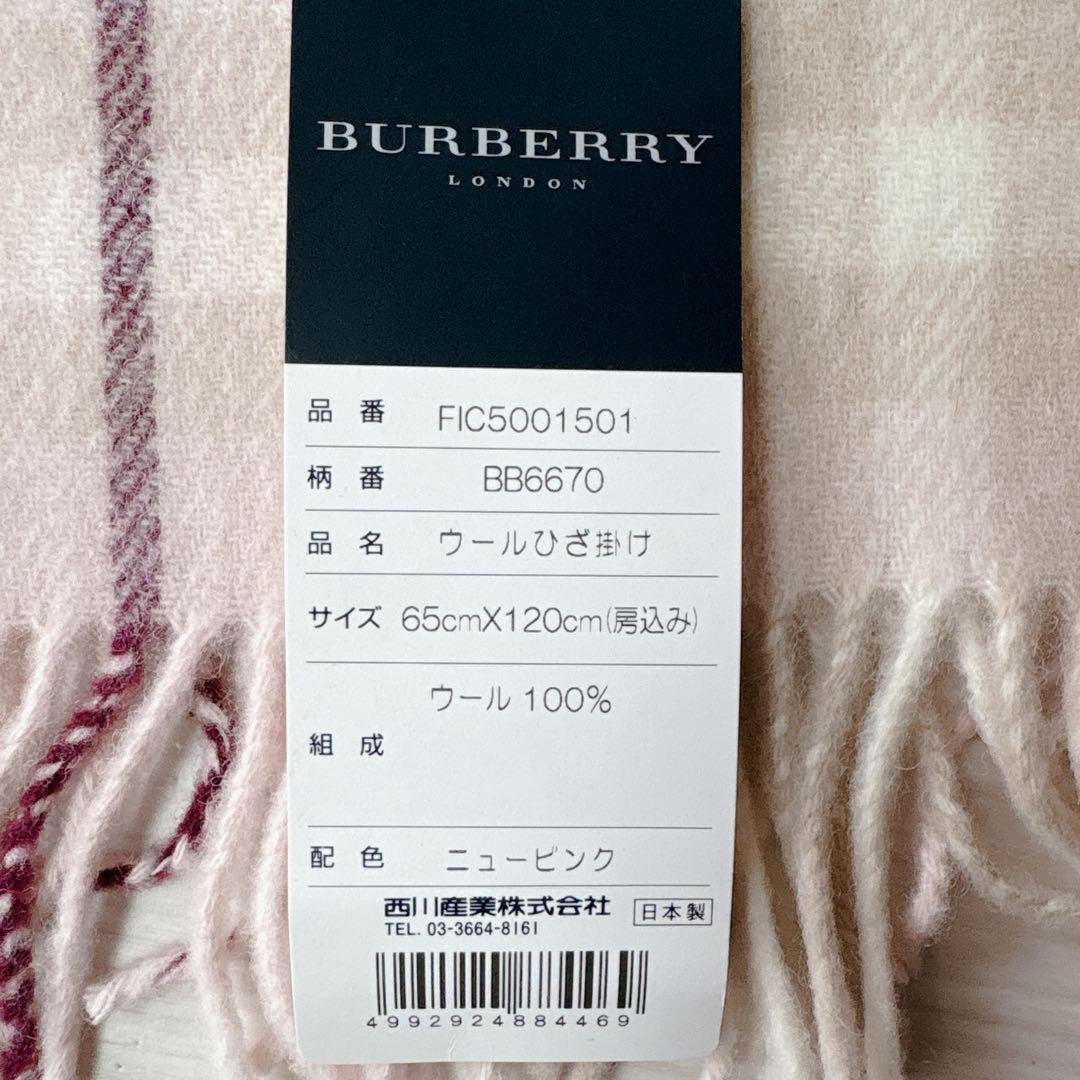 BURBERRY
LONDON
品番 FIC5001501
柄番 BB6670
品名 ウールひざ掛け
サイズ 65cmX120cm(房込み)
組成 ウール 100%
配色 ニューピンク
西川産業株式会社 日本製
TEL. 03-3664-8161
4992924884469